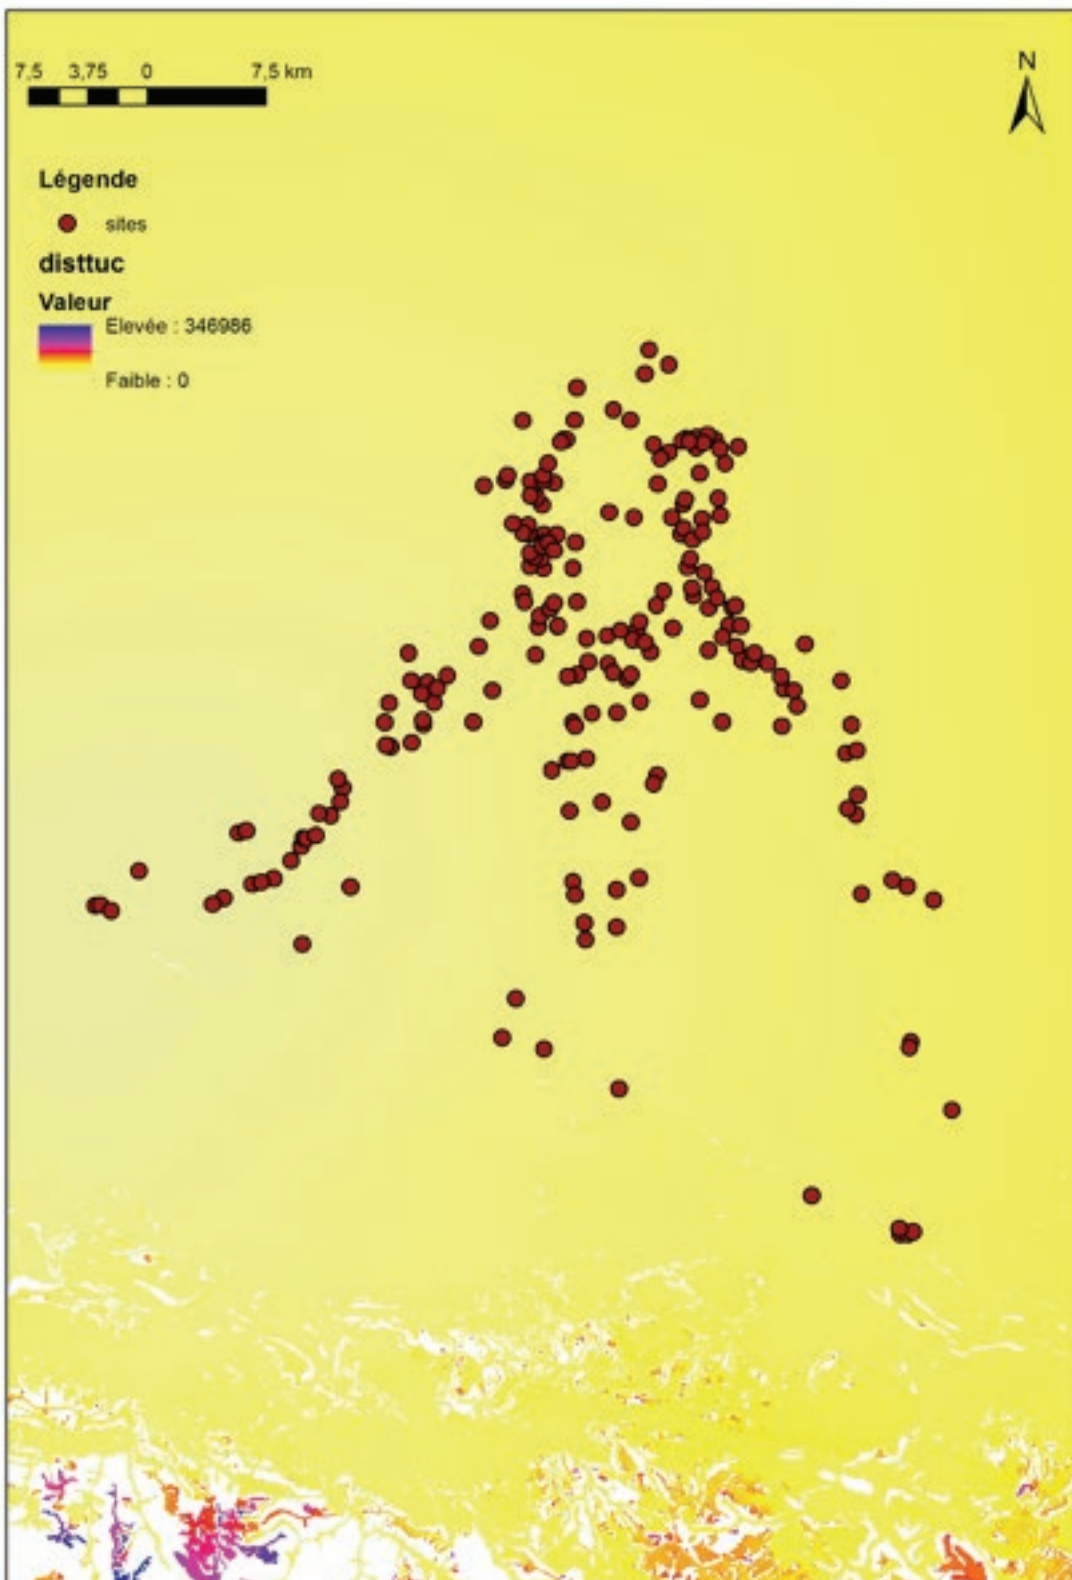 7,5 3,75 0 7,5 km
N
Légende
sites
disttuc
Valeur
Elevée : 346986
Faible : 0